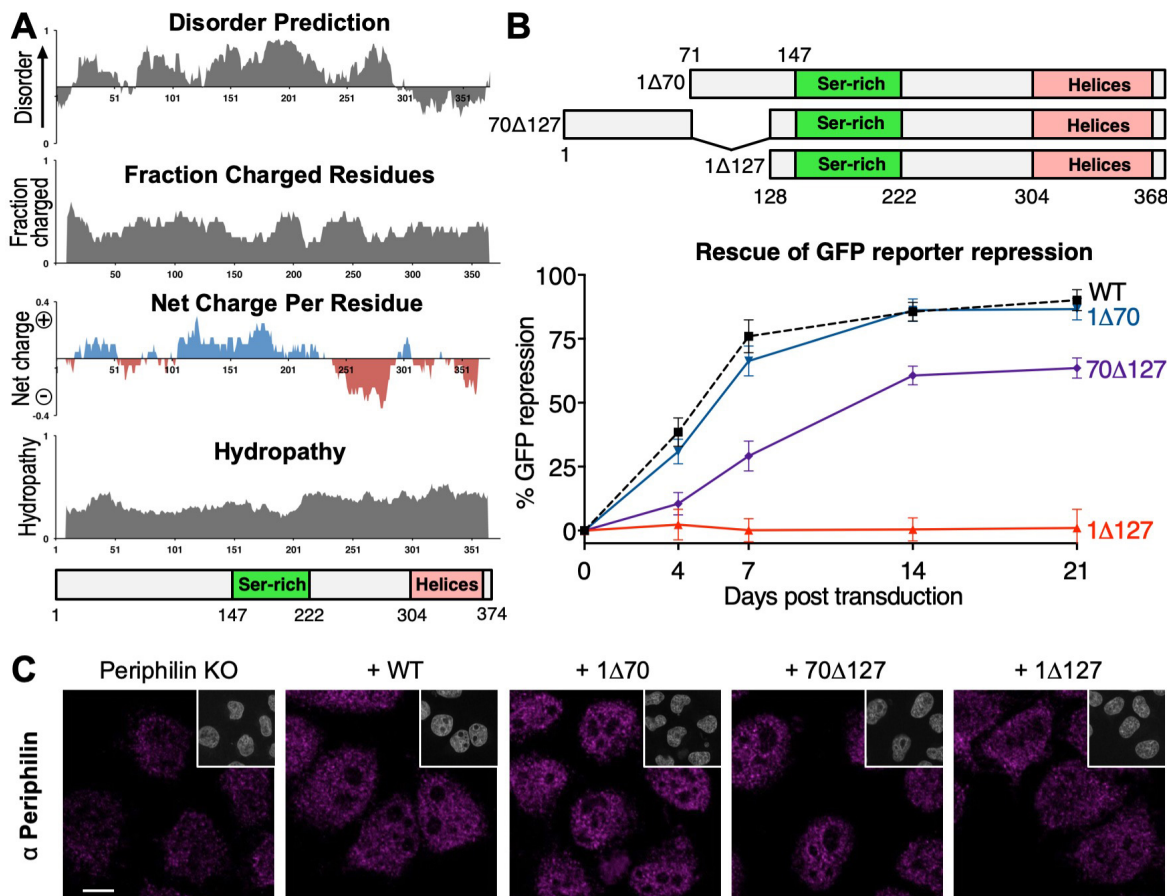 A
Disorder Prediction
1
Disorder
1 51 101 151 201 251 301 351
Fraction Charged Residues
1
Fraction
charged
0
50 100 150 200 250 300 350
Net Charge Per Residue
0.4
+
Net charge
-
-0.4
1 51 101 151 201 251 301 351
Hydropathy
1
Hydropathy
0
1 51 101 151 201 251 301 351
Ser-rich Helices
1 147 222 304 374
B
71 147
1Δ70 Ser-rich Helices
70Δ127 Ser-rich Helices
1 1Δ127 Ser-rich Helices
128 222 304 368
Rescue of GFP reporter repression
% GFP repression
100
75
50
25
0
WT
1Δ70
70Δ127
1Δ127
0 4 7 14 21
Days post transduction
C
Periphilin KO + WT + 1Δ70 + 70Δ127 + 1Δ127
α Periphilin